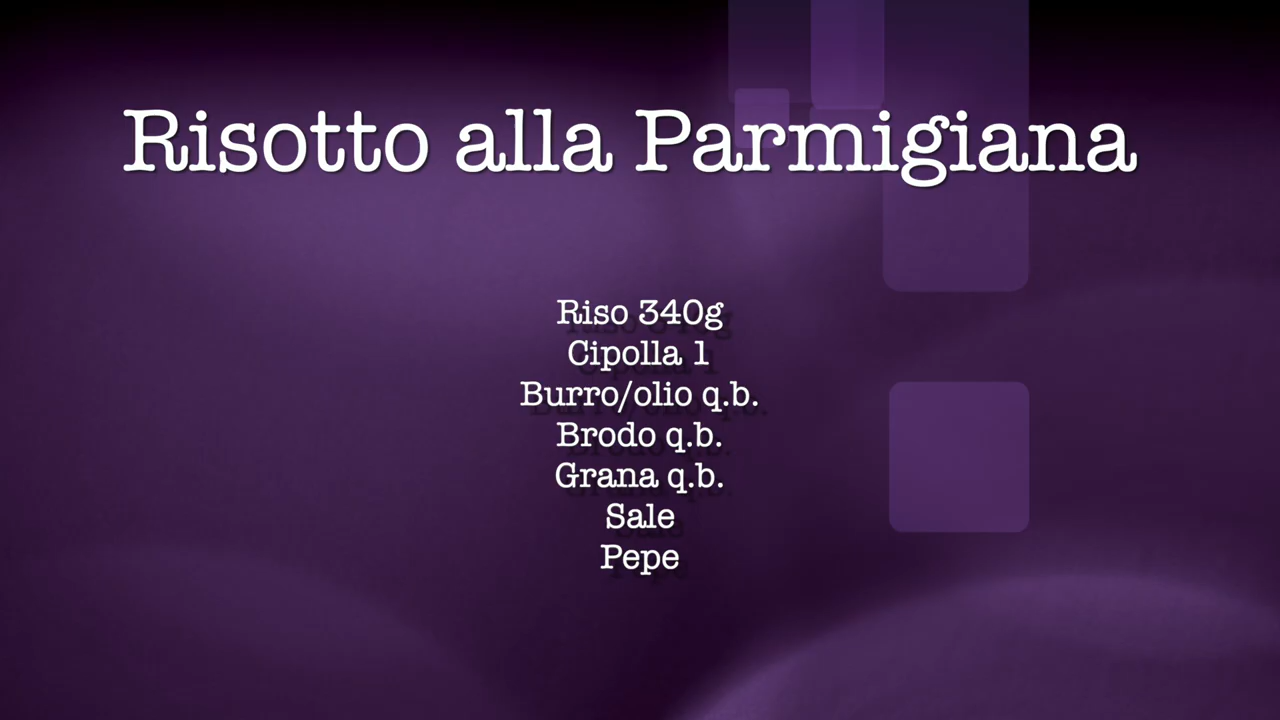 Risotto alla Parmigiana
Riso 340g
Cipolla 1
Burro/olio q.b.
Brodo q.b.
Grana q.b.
Sale
Pepe